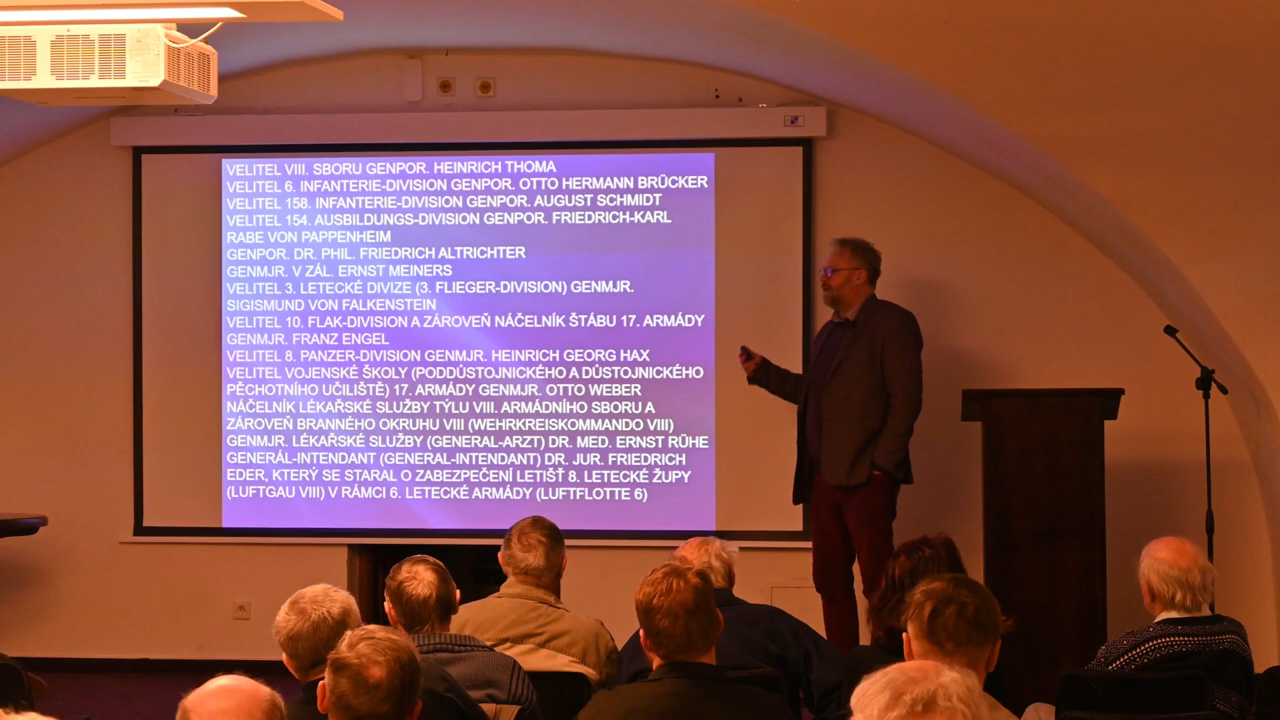 VELITEL VIII. SBORU GENPOR. HEINRICH THOMA
VELITEL 6. INFANTERIE-DIVISION GENPOR. OTTO HERMANN BRÜCKER
VELITEL 158. INFANTERIE-DIVISION GENPOR. AUGUST SCHMIDT
VELITEL 154. AUSBILDUNGS-DIVISION GENPOR. FRIEDRICH-KARL
RABE VON PAPPENHEIM
GENPOR. DR. PHIL. FRIEDRICH ALTRICHTER
GENMJR. V ZÁL. ERNST MEINERS
VELITEL 3. LETECKÉ DIVIZE (3. FLIEGER-DIVISION) GENMJR.
SIGISMUND VON FALKENSTEIN
VELITEL 10. FLAK-DIVISION A ZÁROVEŇ NÁČELNÍK ŠTÁBU 17. ARMÁDY
GENMJR. FRANZ ENGEL
VELITEL 8. PANZER-DIVISION GENMJR. HEINRICH GEORG HAX
VELITEL VOJENSKÉ ŠKOLY (PODDŮSTOJNICKÉHO A DŮSTOJNICKÉHO
PĚCHOTNÍHO UČILIŠTĚ) 17. ARMÁDY GENMJR. OTTO WEBER
NÁČELNÍK LÉKAŘSKÉ SLUŽBY TÝLU VIII. ARMÁDNÍHO SBORU A
ZÁROVEŇ BRANNÉHO OKRUHU VIII (WEHRKREISKOMMANDO VIII)
GENMJR. LÉKAŘSKÉ SLUŽBY (GENERAL-ARZT) DR. MED. ERNST RÜHE
GENERÁL-INTENDANT (GENERAL-INTENDANT) DR. JUR. FRIEDRICH
EDER, KTERÝ SE STARAL O ZABEZPEČENÍ LETIŠŤ 8. LETECKÉ ŽUPY
(LUFTGAU VIII) V RÁMCI 6. LETECKÉ ARMÁDY (LUFTFLOTTE 6)